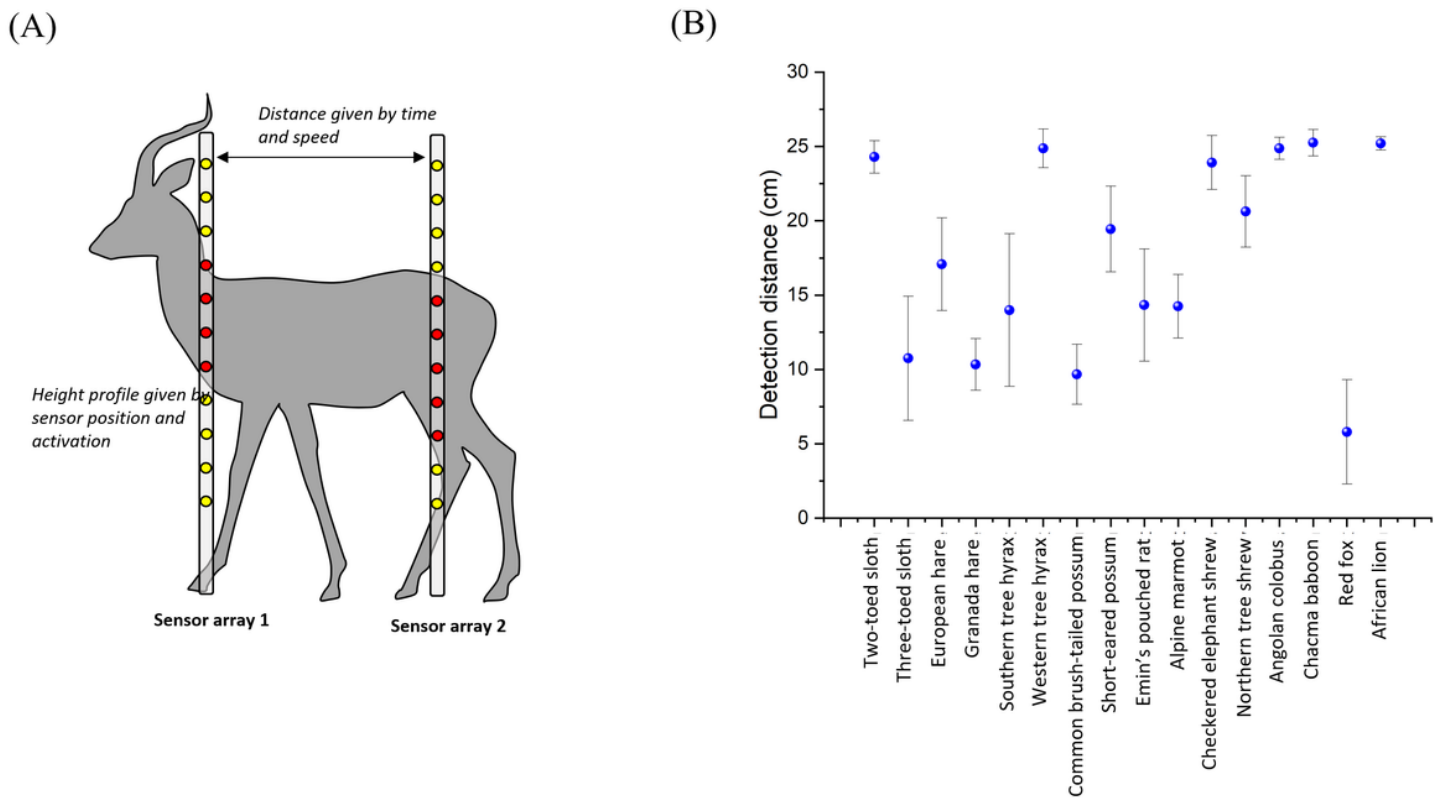 (A)
Distance given by time
and speed
Height profile given by
sensor position and
activation
Sensor array 1
Sensor array 2
(B)
Detection distance (cm)
30
25
20
15
10
5
0
Two-toed sloth
Three-toed sloth
European hare
Granada hare
Southern tree hyrax
Western tree hyrax
Common brush-tailed possum
Short-eared possum
Emin's pouched rat
Alpine marmot
Checkered elephant shrew
Northern tree shrew
Angolan colobus
Chacma baboon
Red fox
African lion